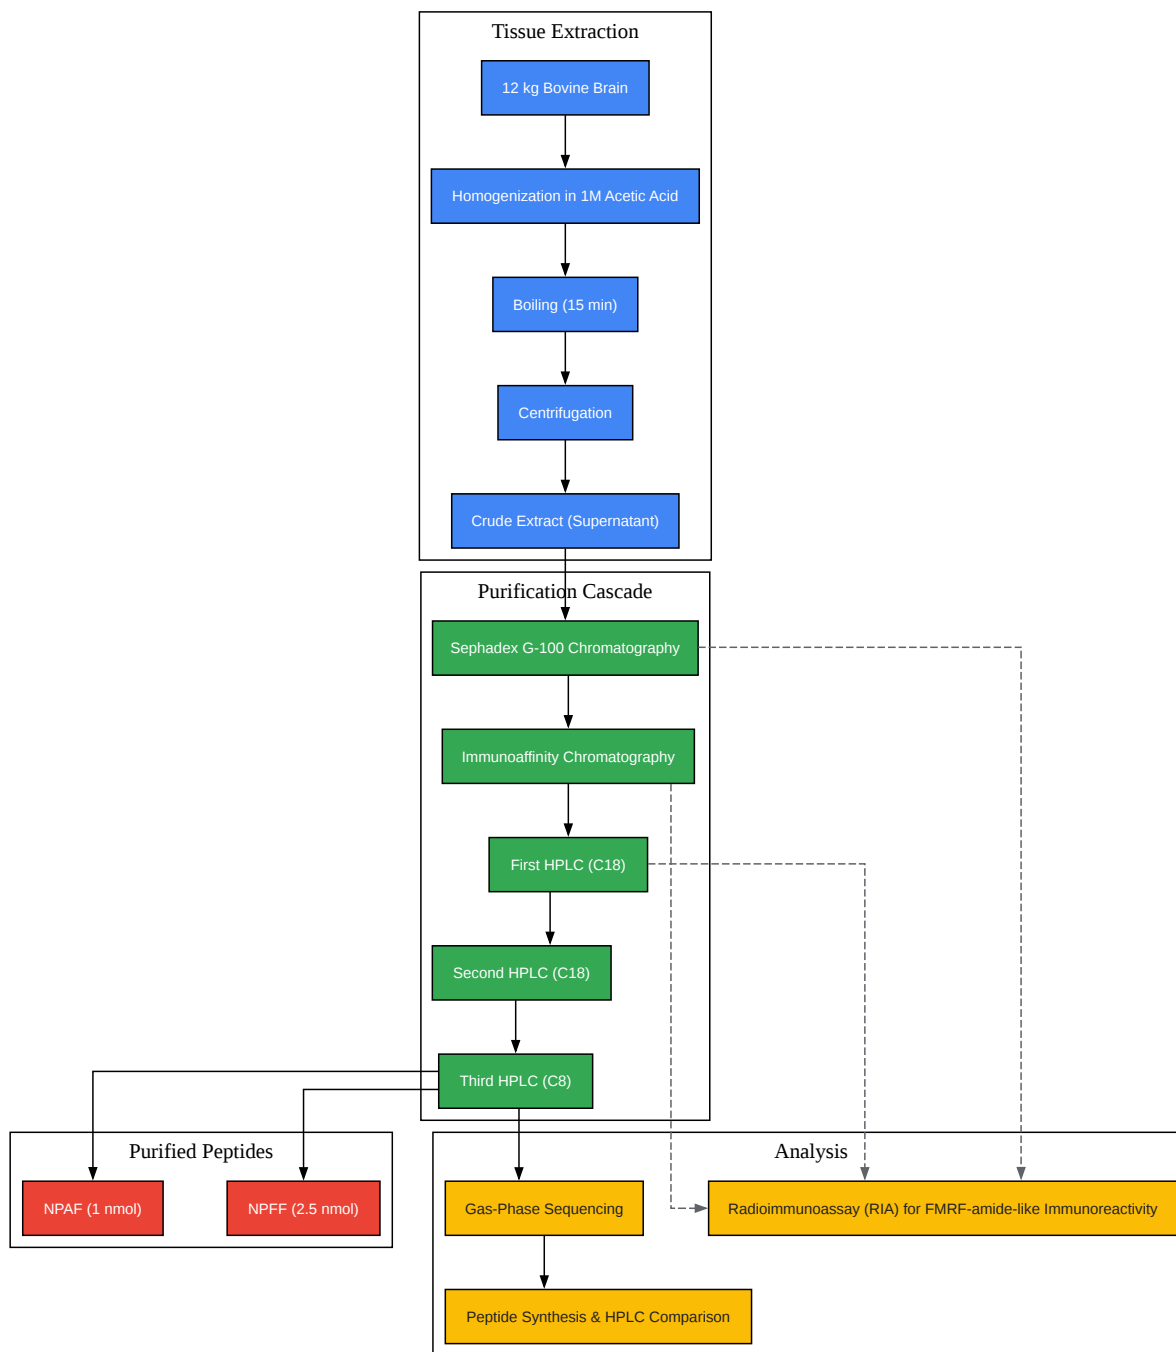 Tissue Extraction
12 kg Bovine Brain
Homogenization in 1M Acetic Acid
Boiling (15 min)
Centrifugation
Crude Extract (Supernatant)
Purification Cascade
Sephadex G-100 Chromatography
Immunoaffinity Chromatography
First HPLC (C18)
Second HPLC (C18)
Third HPLC (C8)
Purified Peptides
NPAF (1 nmol)
NPFF (2.5 nmol)
Analysis
Gas-Phase Sequencing
Radioimmunoassay (RIA) for FMRF-amide-like Immunoreactivity
Peptide Synthesis & HPLC Comparison